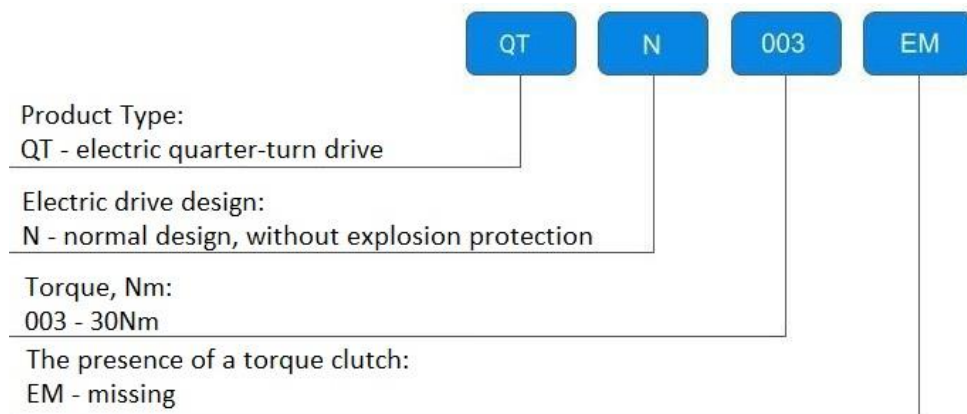 QT N 003 EM
Product Type:
QT - electric quarter-turn drive
Electric drive design:
N - normal design, without explosion protection
Torque, Nm:
003 - 30Nm
The presence of a torque clutch:
EM - missing